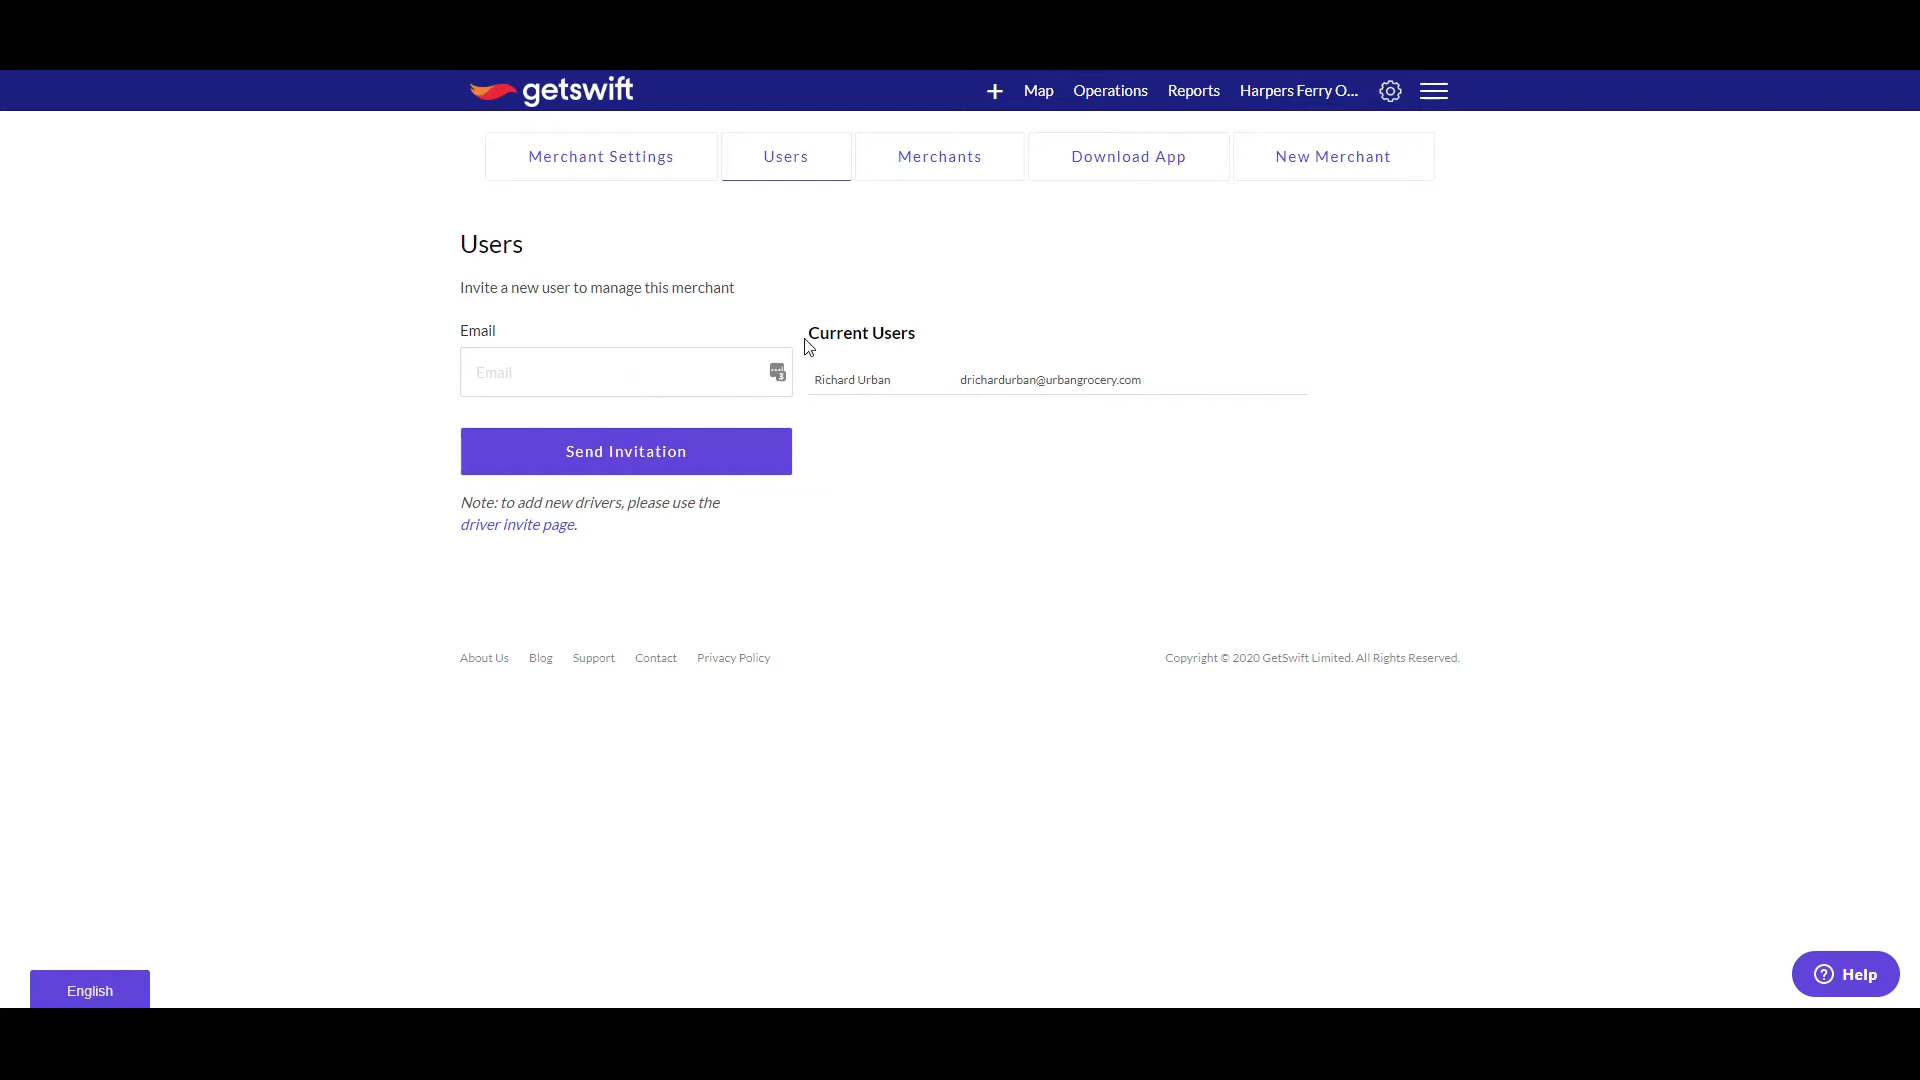 getswift
+ Map Operations Reports Harpers Ferry O...
Merchant Settings Users Merchants Download App New Merchant
Users
Invite a new user to manage this merchant
Email
Email
3
Send Invitation
Note: to add new drivers, please use the
driver invite page.
Current Users
Richard Urban drichardurban@urbangrocery.com
About Us Blog Support Contact Privacy Policy
Copyright © 2020 GetSwift Limited. All Rights Reserved.
English
? Help